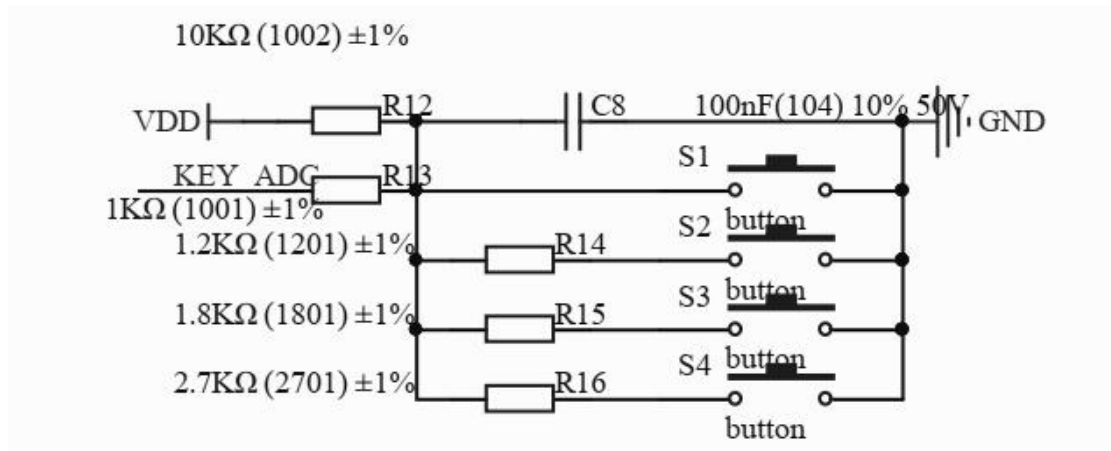 10KΩ (1002) ±1%
R12 C8 100nF(104) 10% 50V
VDD GND
S1
KEY_ADC R13
1KΩ (1001) ±1% button
S2
1.2KΩ (1201) ±1% R14
S3 button
1.8KΩ (1801) ±1% R15
S4 button
2.7KΩ (2701) ±1% R16
button